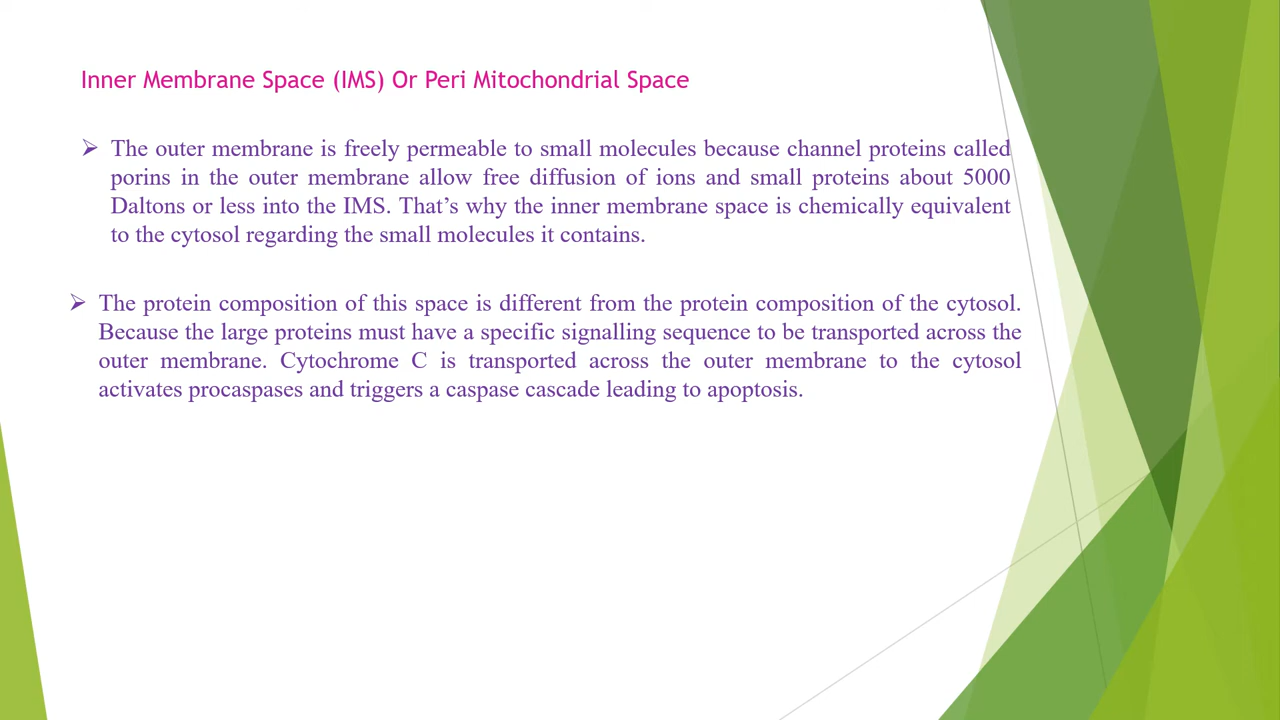 Inner Membrane Space (IMS) Or Peri Mitochondrial Space
➢ The outer membrane is freely permeable to small molecules because channel proteins called
porins in the outer membrane allow free diffusion of ions and small proteins about 5000
Daltons or less into the IMS. That’s why the inner membrane space is chemically equivalent
to the cytosol regarding the small molecules it contains.
➢ The protein composition of this space is different from the protein composition of the cytosol.
Because the large proteins must have a specific signalling sequence to be transported across the
outer membrane. Cytochrome C is transported across the outer membrane to the cytosol
activates procaspases and triggers a caspase cascade leading to apoptosis.